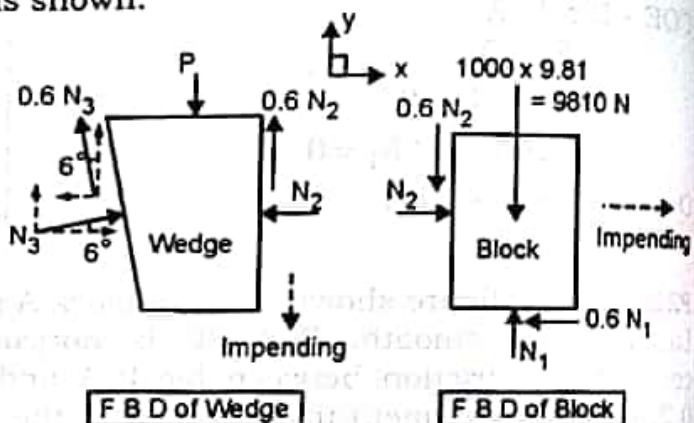 is shown.
y
x
P
0.6 N3
0.6 N2
6°
N2
N3
6°
Wedge
Impending
F B D of Wedge
1000 x 9.81
= 9810 N
0.6 N2
N2
Block
Impending
0.6 N1
N1
F B D of Block